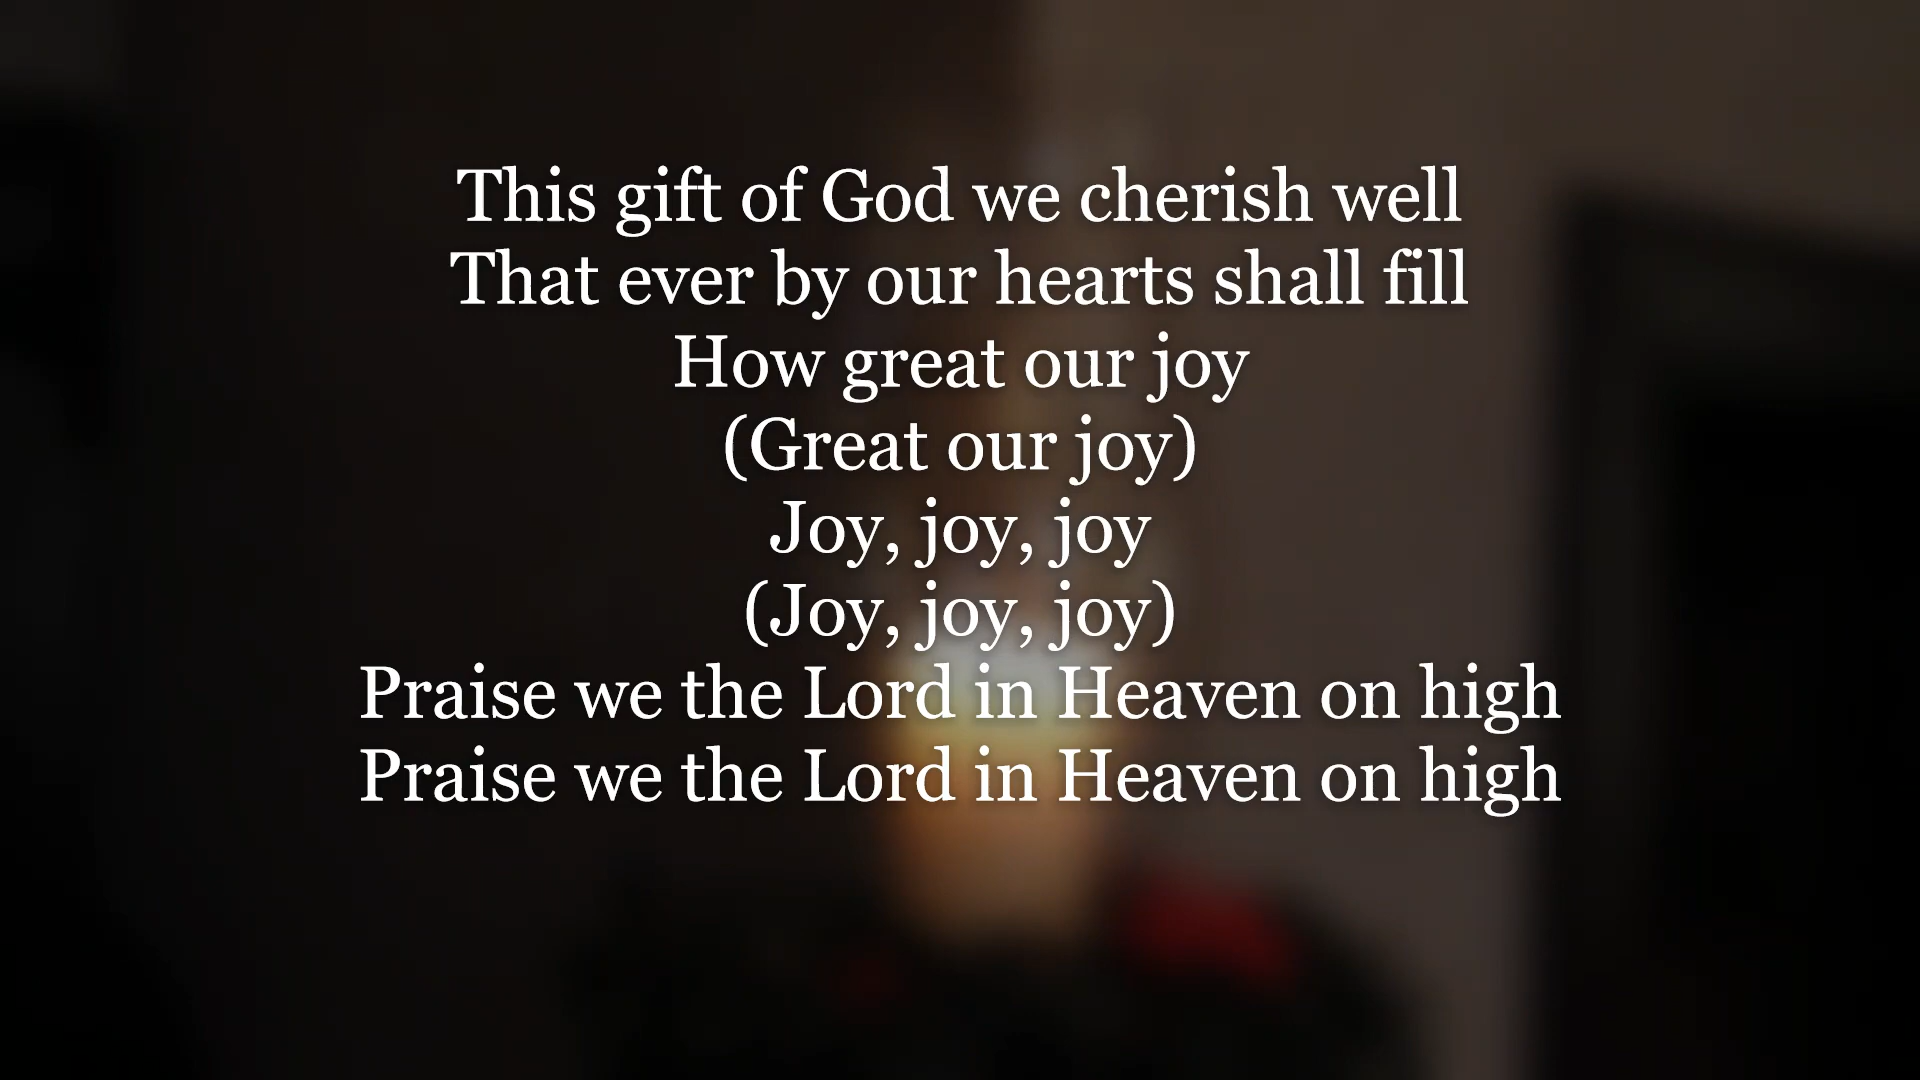 This gift of God we cherish well
That ever by our hearts shall fill
How great our joy
(Great our joy)
Joy, joy, joy
(Joy, joy, joy)
Praise we the Lord in Heaven on high
Praise we the Lord in Heaven on high